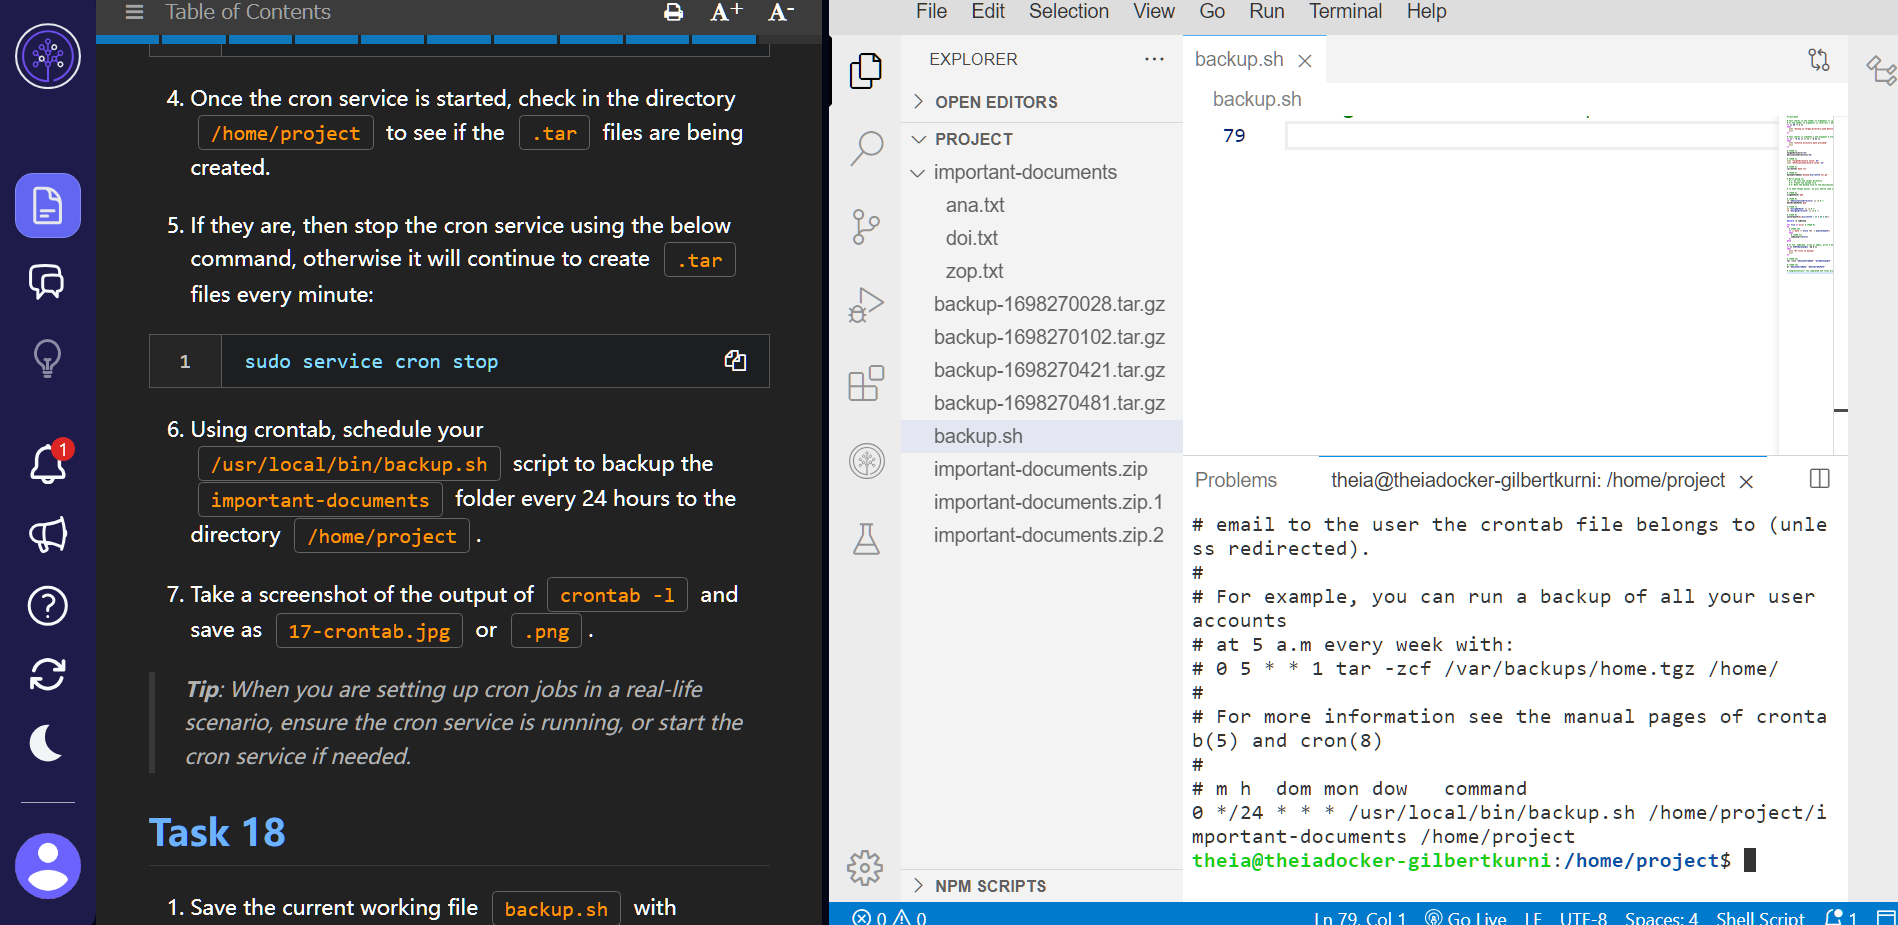 Table of Contents
A+ A-
4. Once the cron service is started, check in the directory
/home/project to see if the .tar files are being
created.
5. If they are, then stop the cron service using the below
command, otherwise it will continue to create .tar
files every minute:
1 sudo service cron stop
6. Using crontab, schedule your
/usr/local/bin/backup.sh script to backup the
important-documents folder every 24 hours to the
directory /home/project .
7. Take a screenshot of the output of crontab -l and
save as 17-crontab.jpg or .png .
Tip: When you are setting up cron jobs in a real-life
scenario, ensure the cron service is running, or start the
cron service if needed.
Task 18
1. Save the current working file backup.sh with
1
File Edit Selection View Go Run Terminal Help
EXPLORER
OPEN EDITORS
PROJECT
important-documents
ana.txt
doi.txt
zop.txt
backup-1698270028.tar.gz
backup-1698270102.tar.gz
backup-1698270421.tar.gz
backup-1698270481.tar.gz
backup.sh
important-documents.zip
important-documents.zip.1
important-documents.zip.2
NPM SCRIPTS
backup.sh
backup.sh
79
Problems theia@theiadocker-gilbertkurni: /home/project
# email to the user the crontab file belongs to (unle
ss redirected).
#
# For example, you can run a backup of all your user
accounts
# at 5 a.m every week with:
# 0 5 * * 1 tar -zcf /var/backups/home.tgz /home/
#
# For more information see the manual pages of cronta
b(5) and cron(8)
#
# m h  dom mon dow   command
0 */24 * * * /usr/local/bin/backup.sh /home/project/i
mportant-documents /home/project
theia@theiadocker-gilbertkurni:/home/project$
0 0 Ln 79, Col 1 Go Live LF UTF-8 Spaces: 4 Shell Script 1